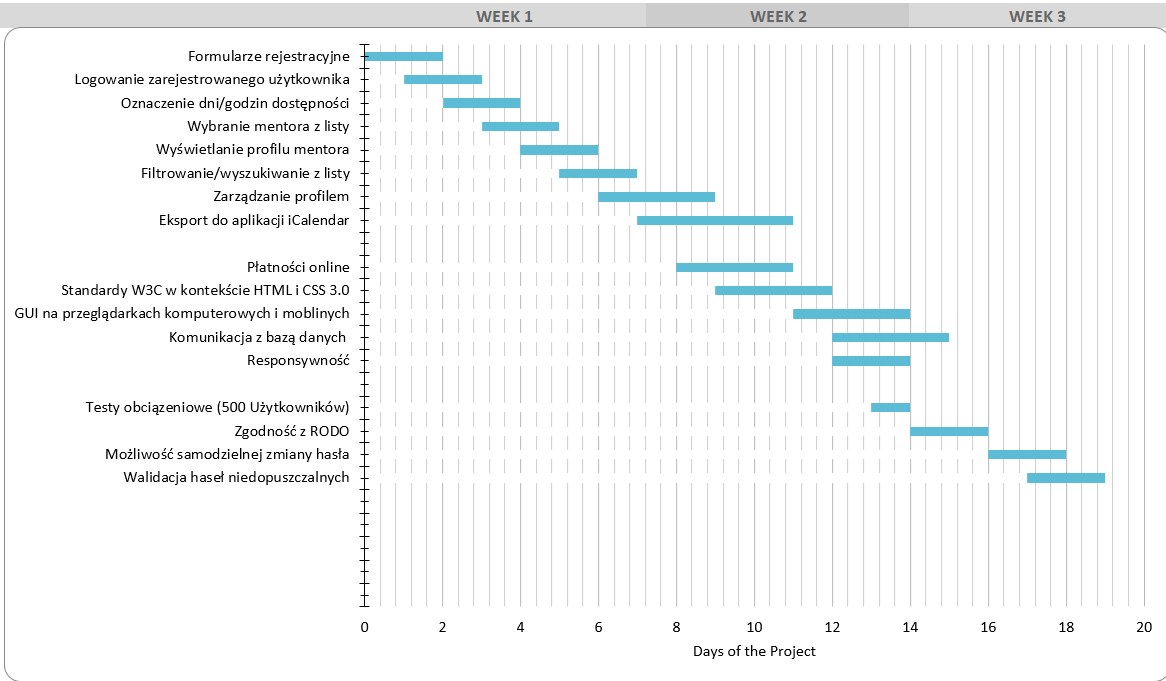 WEEK 1 WEEK 2 WEEK 3
Formularze rejestracyjne
Logowanie zarejestrowanego użytkownika
Oznaczenie dni/godzin dostępności
Wybranie mentora z listy
Wyświetlanie profilu mentora
Filtrowanie/wyszukiwanie z listy
Zarządzanie profilem
Eksport do aplikacji iCalendar
Płatności online
Standardy W3C w kontekście HTML i CSS 3.0
GUI na przeglądarkach komputerowych i moblinych
Komunikacja z bazą danych
Responsywność
Testy obciązeniowe (500 Użytkowników)
Zgodność z RODO
Możliwość samodzielnej zmiany hasła
Walidacja haseł niedopuszczalnych
0 2 4 6 8 10 12 14 16 18 20
Days of the Project